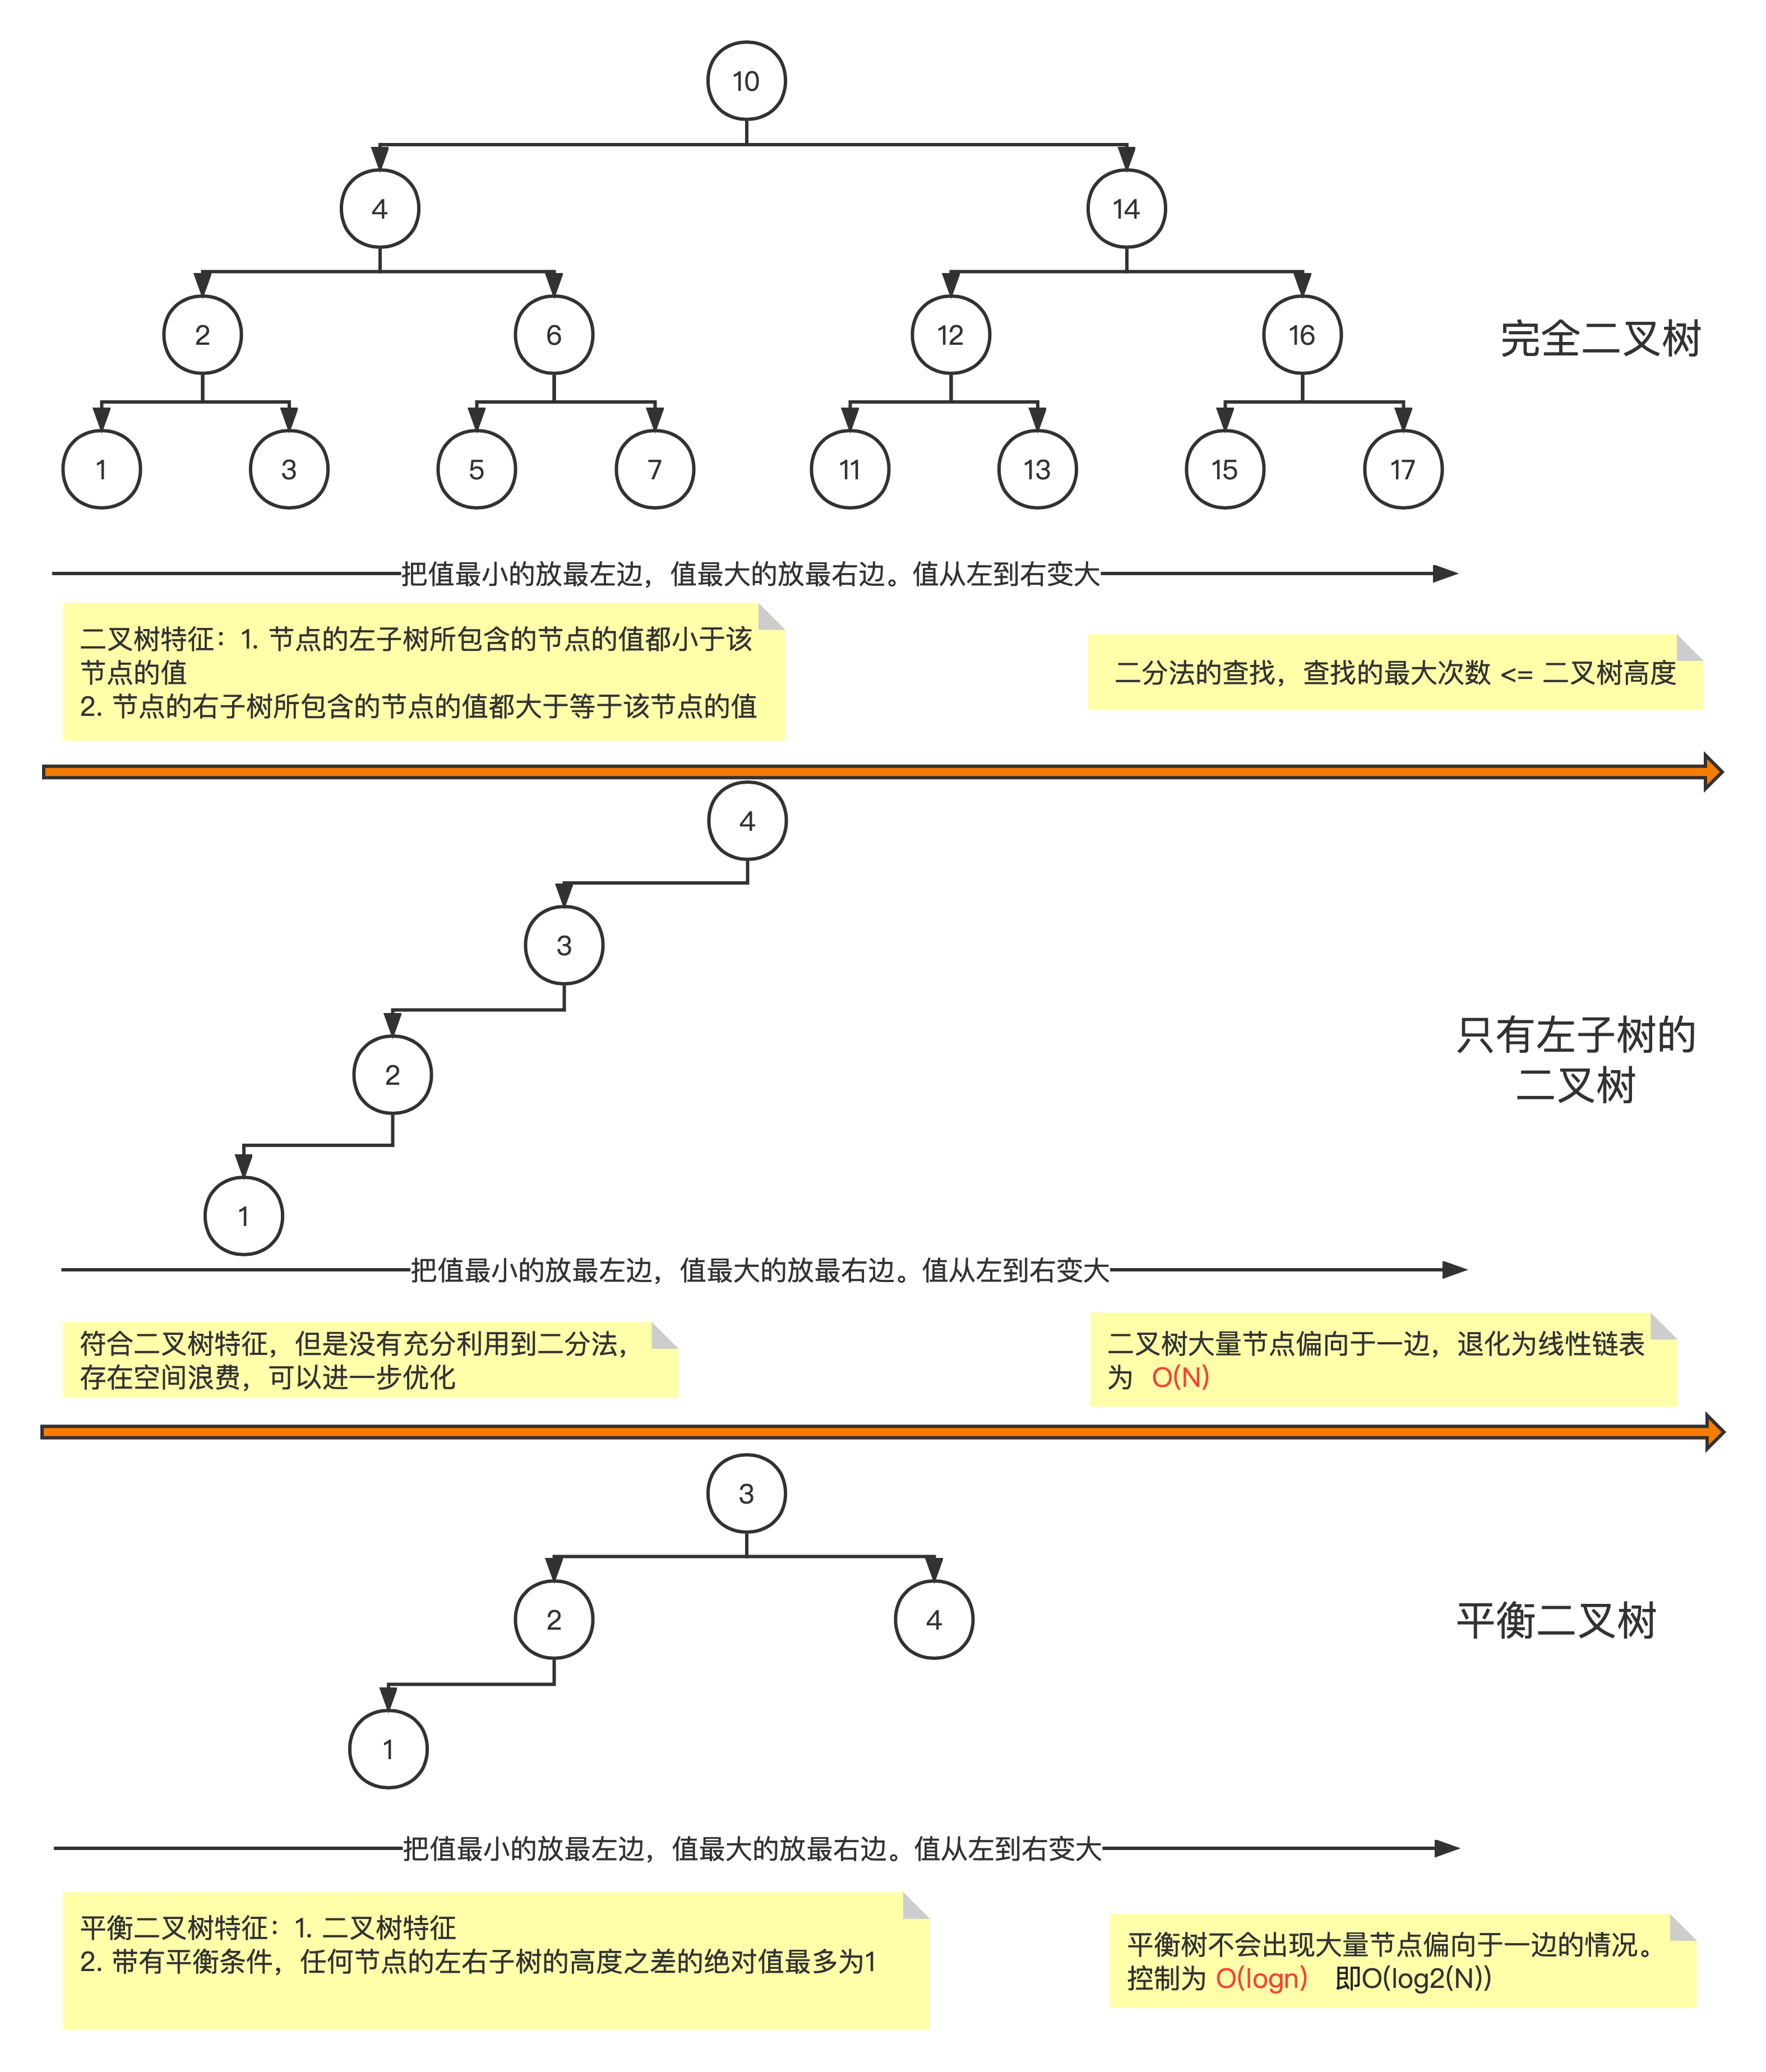 10
4
14
2
6
12
16
完全二叉树
1
3
5
7
11
13
15
17
把值最小的放最左边，值最大的放最右边。值从左到右变大
二叉树特征：1. 节点的左子树所包含的节点的值都小于该
节点的值
2. 节点的右子树所包含的节点的值都大于等于该节点的值
二分法的查找，查找的最大次数 <= 二叉树高度
4
3
2
1
只有左子树的
二叉树
把值最小的放最左边，值最大的放最右边。值从左到右变大
符合二叉树特征，但是没有充分利用到二分法，
存在空间浪费，可以进一步优化
二叉树大量节点偏向于一边，退化为线性链表
为 O(N)
3
2
4
平衡二叉树
1
把值最小的放最左边，值最大的放最右边。值从左到右变大
平衡二叉树特征：1. 二叉树特征
2. 带有平衡条件，任何节点的左右子树的高度之差的绝对值最多为1
平衡树不会出现大量节点偏向于一边的情况。
控制为 O(logn) 即O(log2(N))